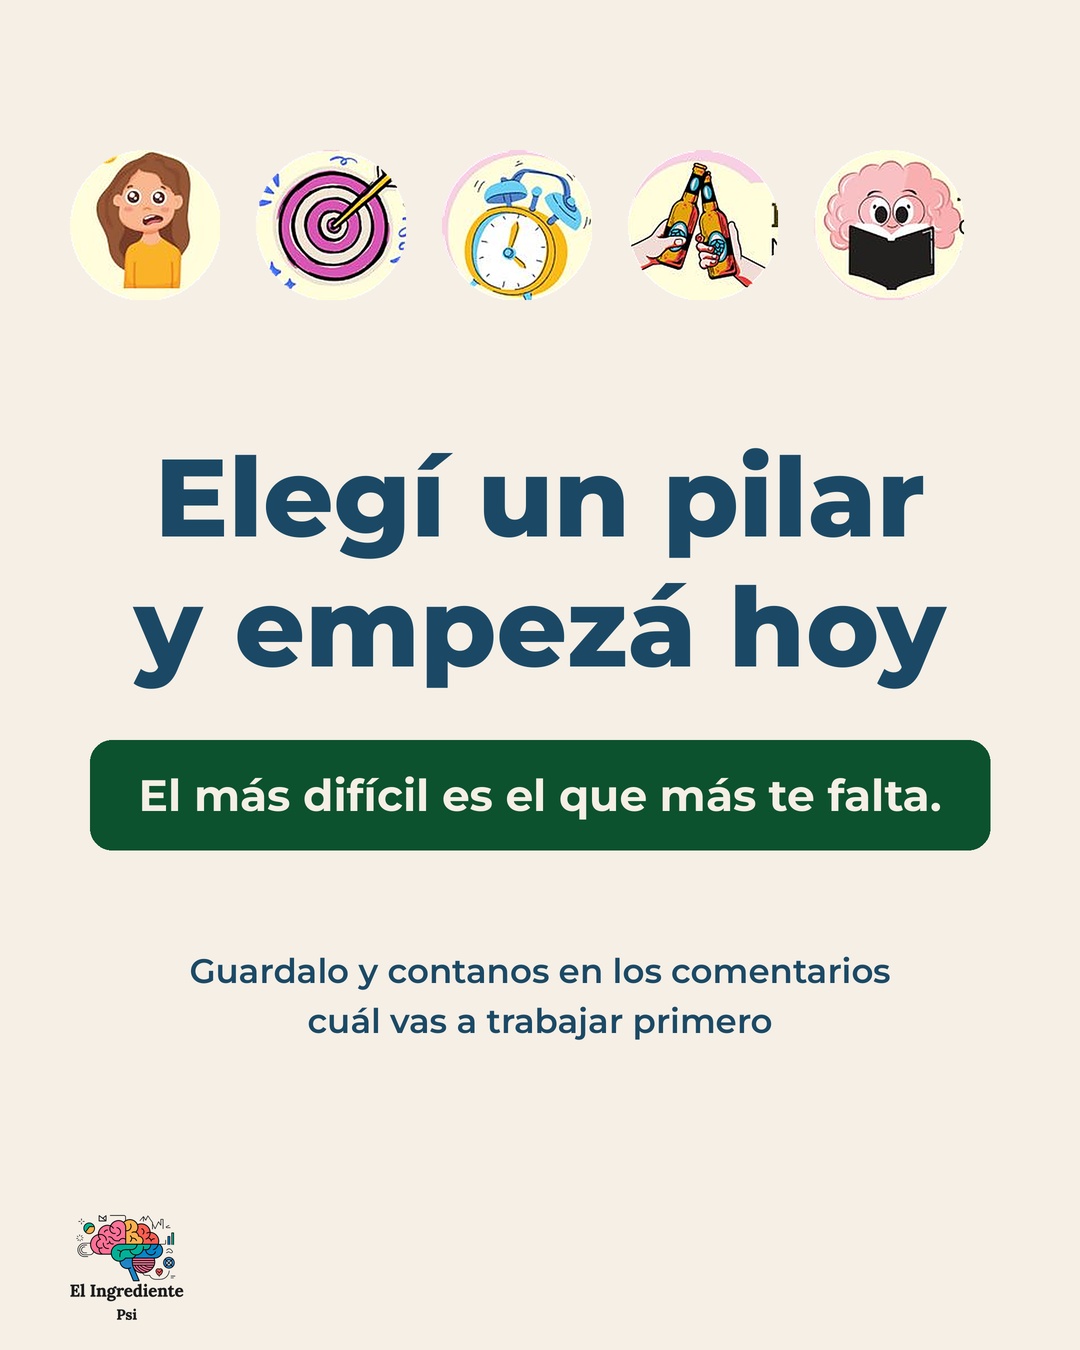 Elegí un pilar
y empezá hoy
El más difícil es el que más te falta.
Guardalo y contanos en los comentarios
cuál vas a trabajar primero
El Ingrediente
Psi